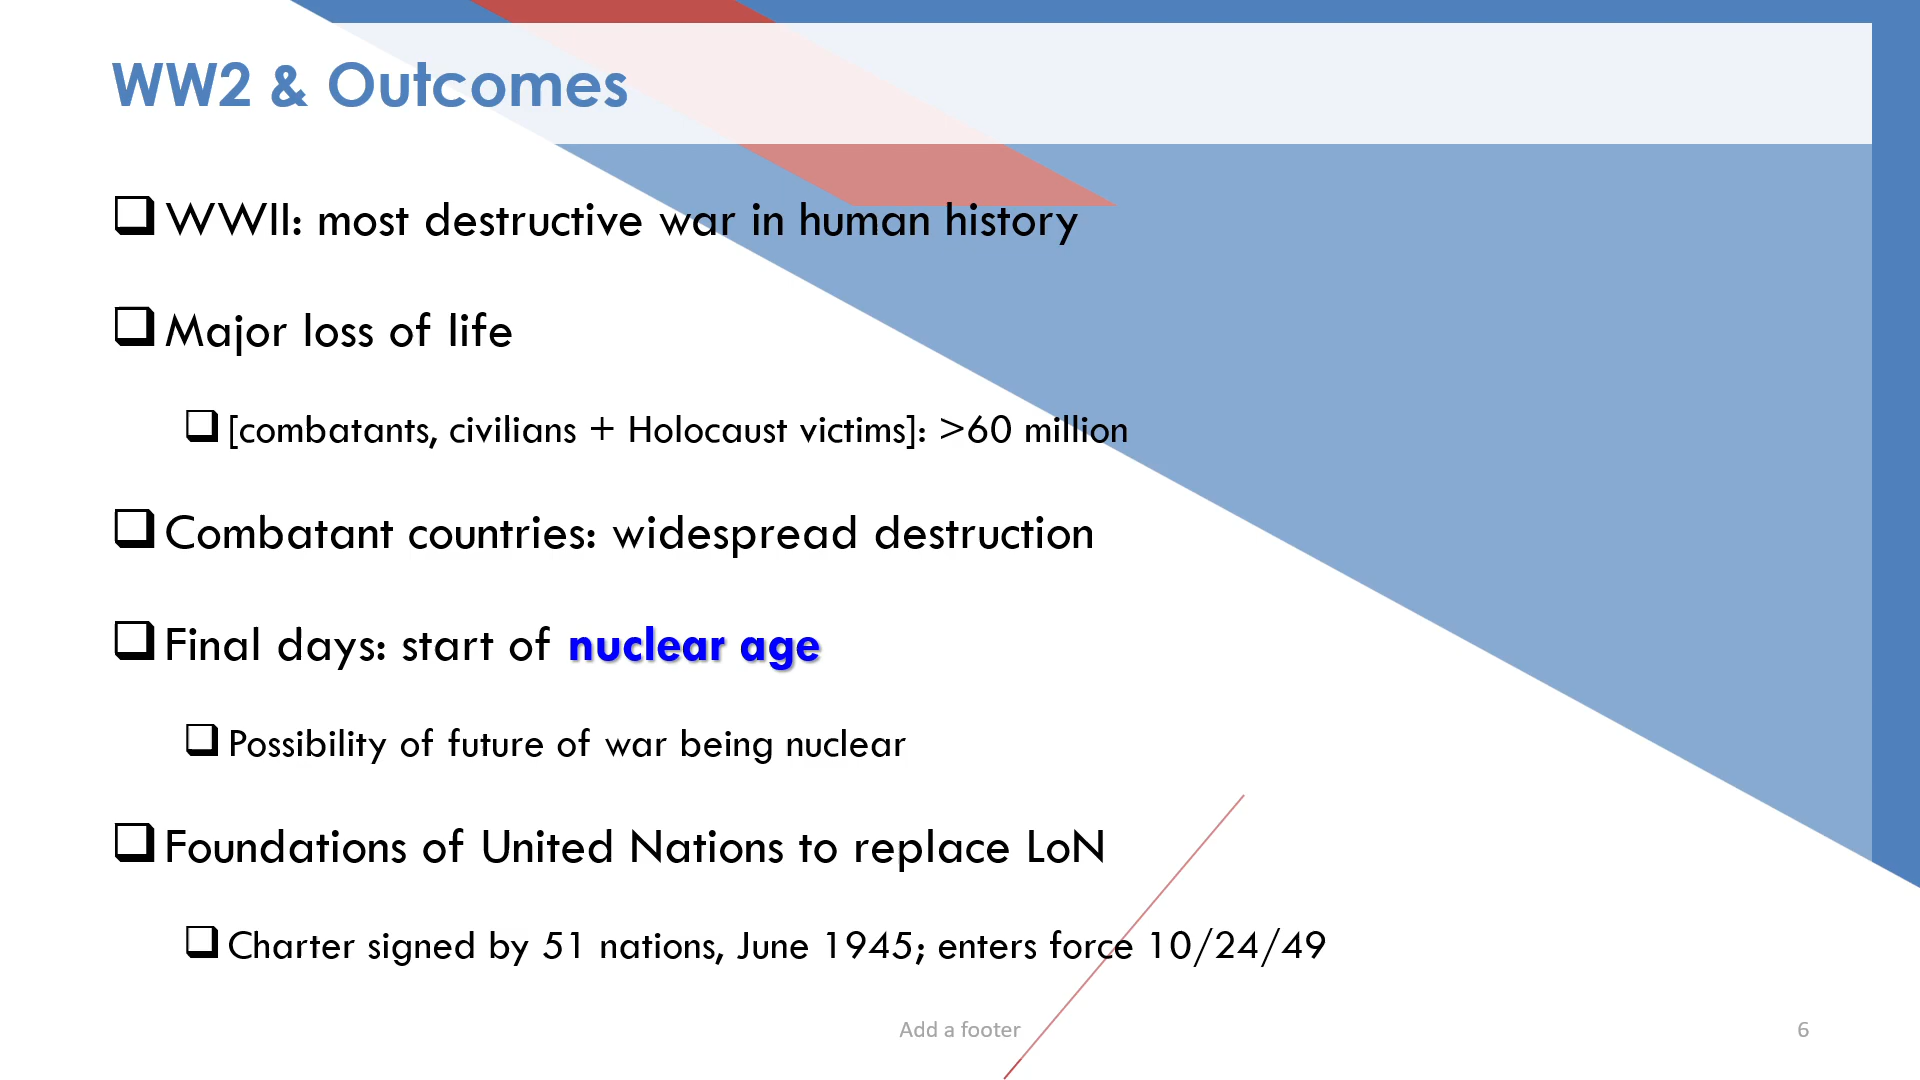 WW2 & Outcomes
WWII: most destructive war in human history
Major loss of life
[combatants, civilians + Holocaust victims]: >60 million
Combatant countries: widespread destruction
Final days: start of nuclear age
Possibility of future of war being nuclear
Foundations of United Nations to replace LoN
Charter signed by 51 nations, June 1945; enters force 10/24/49
Add a footer
6